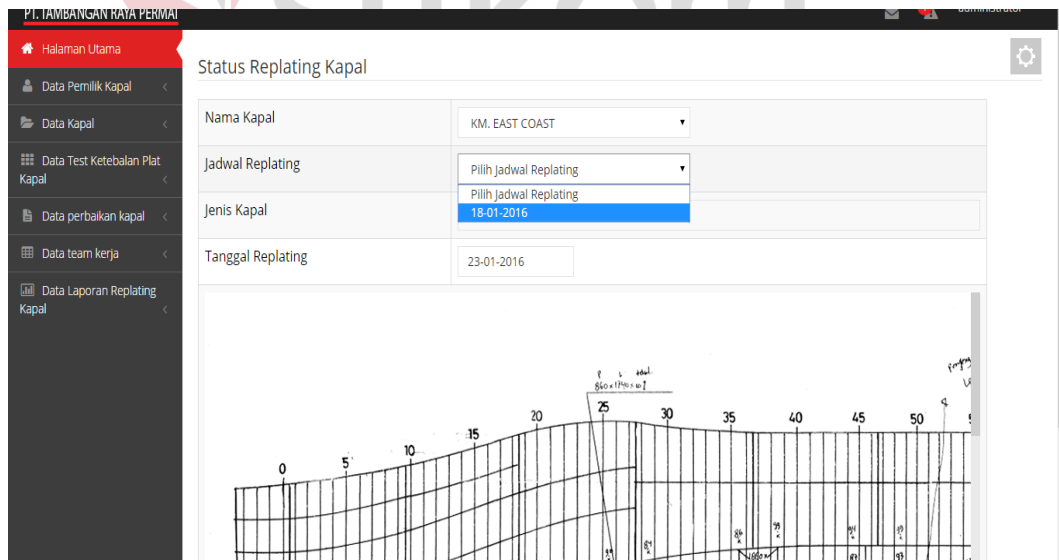 PT. TAMBANGAN RAYA PERMAI
administrator
Halaman Utama
Data Pemilik Kapal
Data Kapal
Data Test Ketebalan Plat
Kapal
Data perbaikan kapal
Data team kerja
Data Laporan Replating
Kapal
Status Replating Kapal
Nama Kapal
KM. EAST COAST
Jadwal Replating
Pilih Jadwal Replating
Pilih Jadwal Replating
18-01-2016
Jenis Kapal
Tanggal Replating
23-01-2016
0 5 10 15 20 25 30 35 40 45 50